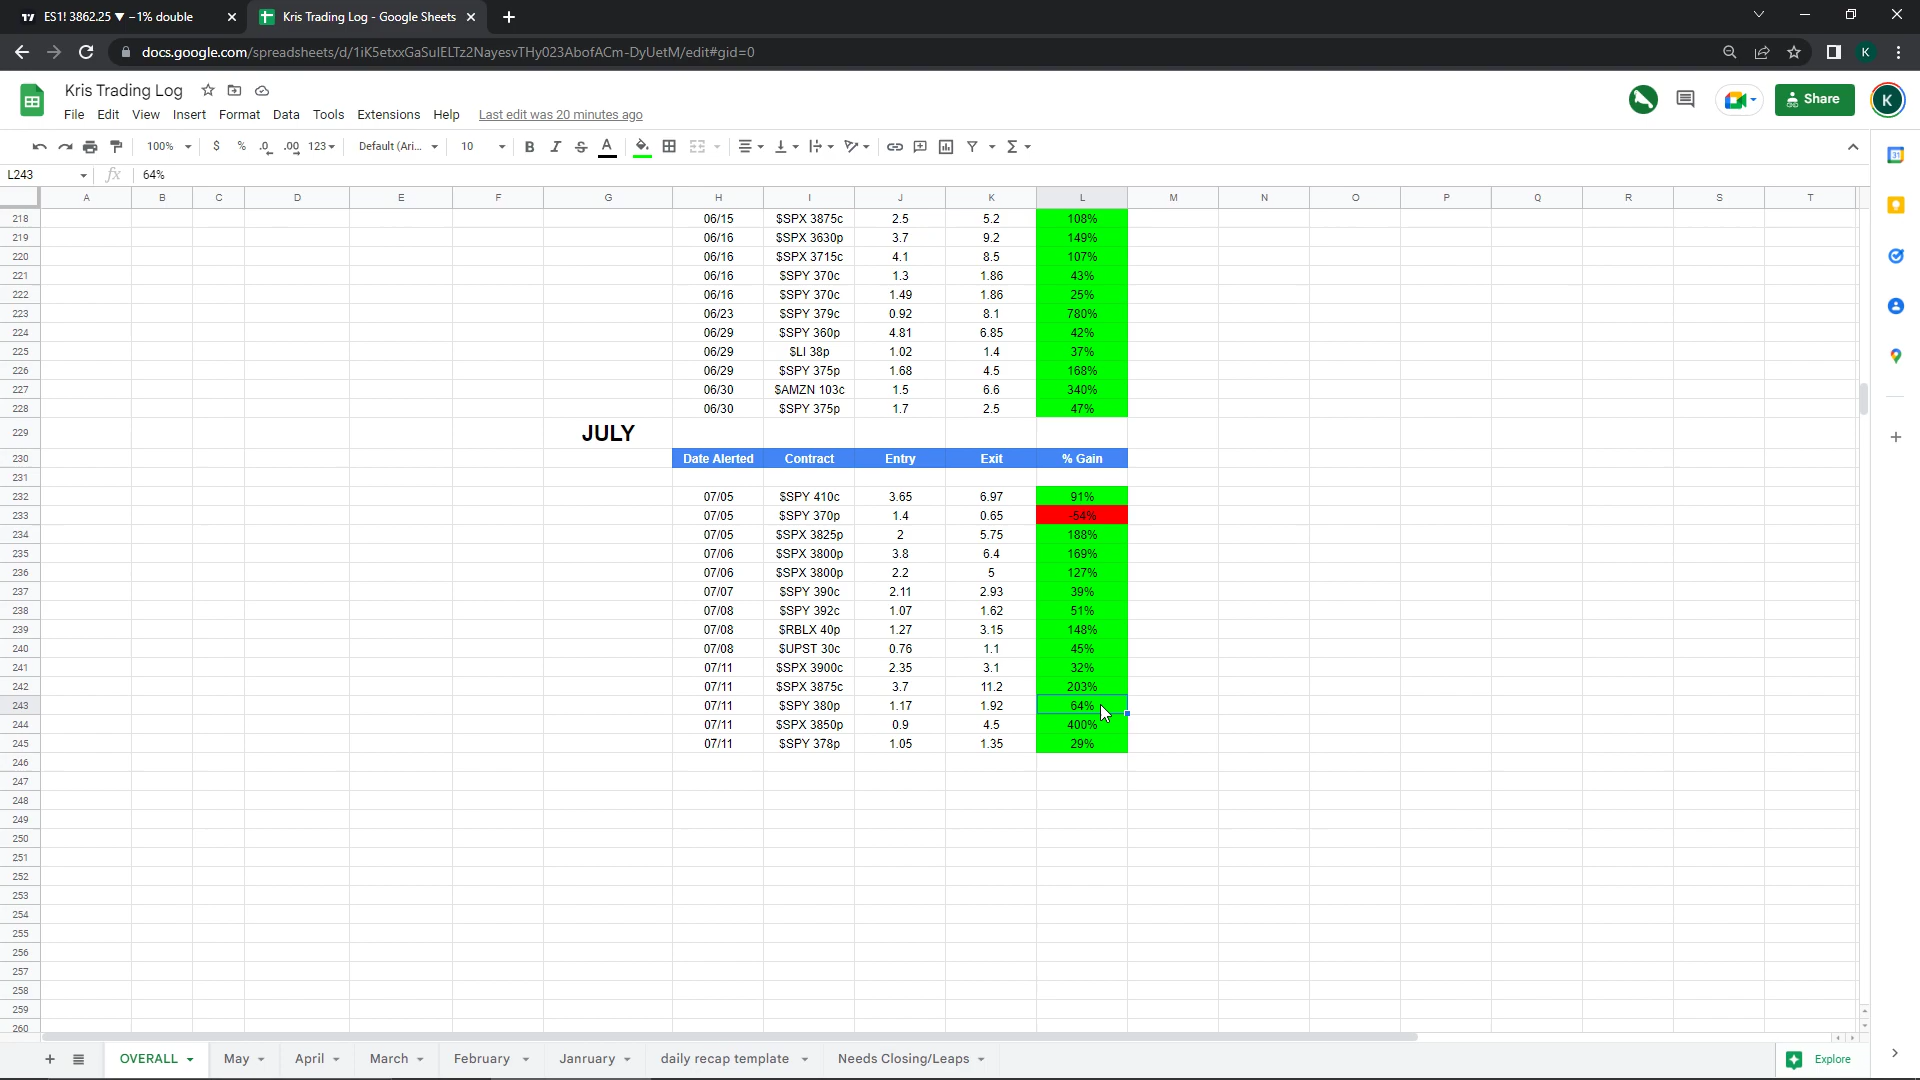 ES1! 3862.25 ▼ −1% double
Kris Trading Log - Google Sheets
docs.google.com/spreadsheets/d/1iK5etxxGaSulELTz2NayesvTHy023AbofACm-DyUetM/edit#gid=0
K
Kris Trading Log
Share
K
File Edit View Insert Format Data Tools Extensions Help Last edit was 20 minutes ago
100% $ % .0 .00 123 Default (Ari... 10 B I S A
31
L243 fx 64%
A B C D E F G H I J K L M N O P Q R S T
218 06/15 $SPX 3875c 2.5 5.2 108%
219 06/16 $SPX 3630p 3.7 9.2 149%
220 06/16 $SPX 3715c 4.1 8.5 107%
221 06/16 $SPY 370c 1.3 1.86 43%
222 06/16 $SPY 370c 1.49 1.86 25%
223 06/23 $SPY 379c 0.92 8.1 780%
224 06/29 $SPY 360p 4.81 6.85 42%
225 06/29 $LI 38p 1.02 1.4 37%
226 06/29 $SPY 375p 1.68 4.5 168%
227 06/30 $AMZN 103c 1.5 6.6 340%
228 06/30 $SPY 375p 1.7 2.5 47%
229 JULY
230 Date Alerted Contract Entry Exit % Gain
231
232 07/05 $SPY 410c 3.65 6.97 91%
233 07/05 $SPY 370p 1.4 0.65 -54%
234 07/05 $SPX 3825p 2 5.75 188%
235 07/06 $SPX 3800p 3.8 6.4 169%
236 07/06 $SPX 3800p 2.2 5 127%
237 07/07 $SPY 390c 2.11 2.93 39%
238 07/08 $SPY 392c 1.07 1.62 51%
239 07/08 $RBLX 40p 1.27 3.15 148%
240 07/08 $UPST 30c 0.76 1.1 45%
241 07/11 $SPX 3900c 2.35 3.1 32%
242 07/11 $SPX 3875c 3.7 11.2 203%
243 07/11 $SPY 380p 1.17 1.92 64%
244 07/11 $SPX 3850p 0.9 4.5 400%
245 07/11 $SPY 378p 1.05 1.35 29%
246
247
248
249
250
251
252
253
254
255
256
257
258
259
260
OVERALL May April March February Janruary daily recap template Needs Closing/Leaps Explore